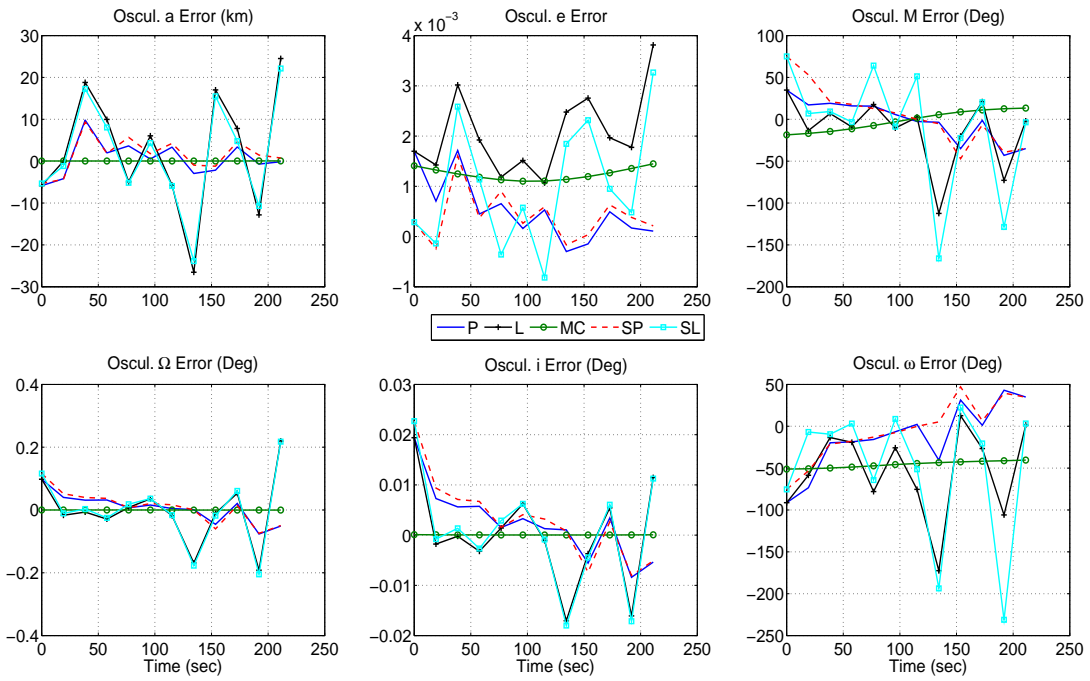 Oscul. a Error (km)
30
20
10
0
−10
−20
−30
0 50 100 150 200 250
Oscul. e Error
x 10−3
4
3
2
1
0
−1
0 50 100 150 200 250
Oscul. M Error (Deg)
100
50
0
−50
−100
−150
−200
0 50 100 150 200 250
P L MC SP SL
Oscul. Ω Error (Deg)
0.4
0.2
0
−0.2
−0.4
0 50 100 150 200 250
Time (sec)
Oscul. i Error (Deg)
0.03
0.02
0.01
0
−0.01
−0.02
0 50 100 150 200 250
Time (sec)
Oscul. ω Error (Deg)
50
0
−50
−100
−150
−200
−250
0 50 100 150 200 250
Time (sec)